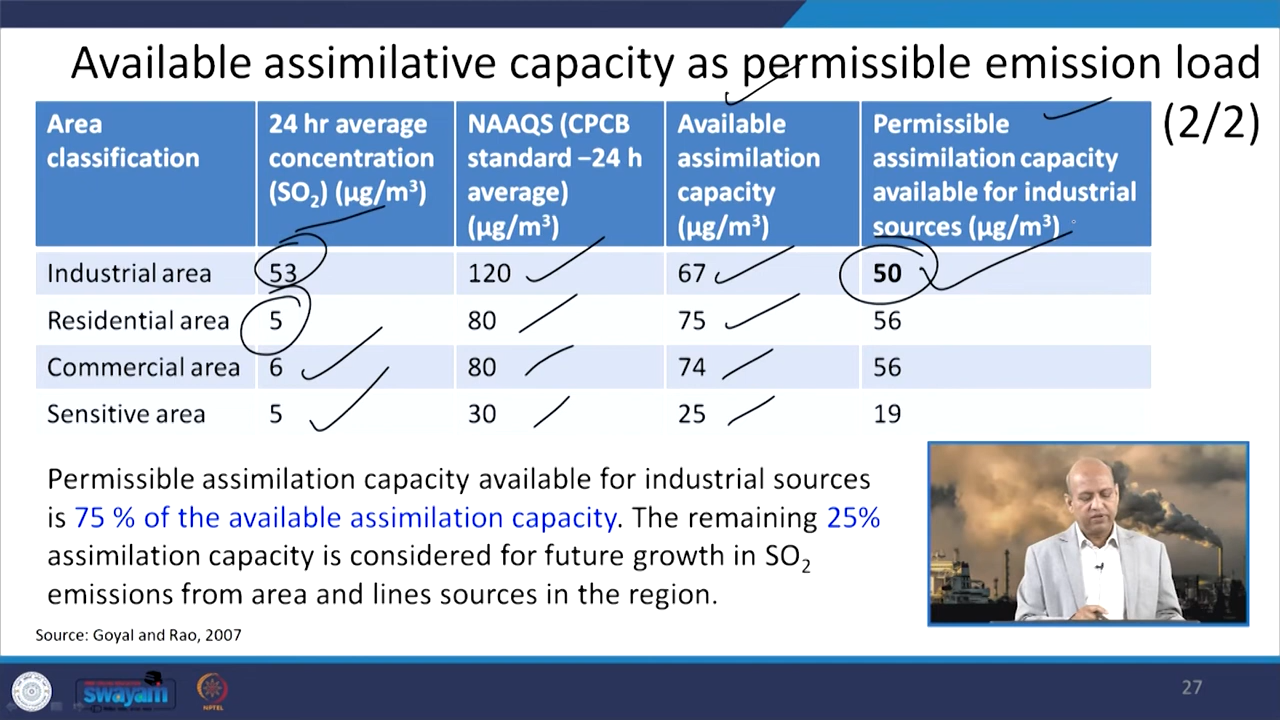 Available assimilative capacity as permissible emission load
(2/2)
Area classification | 24 hr average concentration (SO₂) (µg/m³) | NAAQS (CPCB standard –24 h average) (µg/m³) | Available assimilation capacity (µg/m³) | Permissible assimilation capacity available for industrial sources (µg/m³)
Industrial area | 53 | 120 | 67 | 50
Residential area | 5 | 80 | 75 | 56
Commercial area | 6 | 80 | 74 | 56
Sensitive area | 5 | 30 | 25 | 19
Permissible assimilation capacity available for industrial sources
is 75 % of the available assimilation capacity. The remaining 25%
assimilation capacity is considered for future growth in SO₂
emissions from area and lines sources in the region.
Source: Goyal and Rao, 2007
swayam
NPTEL
27